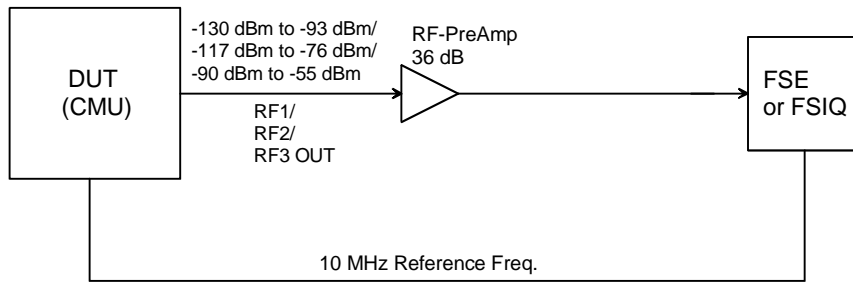 DUT
(CMU)
-130 dBm to -93 dBm/
-117 dBm to -76 dBm/
-90 dBm to -55 dBm
RF1/
RF2/
RF3 OUT
RF-PreAmp
36 dB
FSE
or FSIQ
10 MHz Reference Freq.